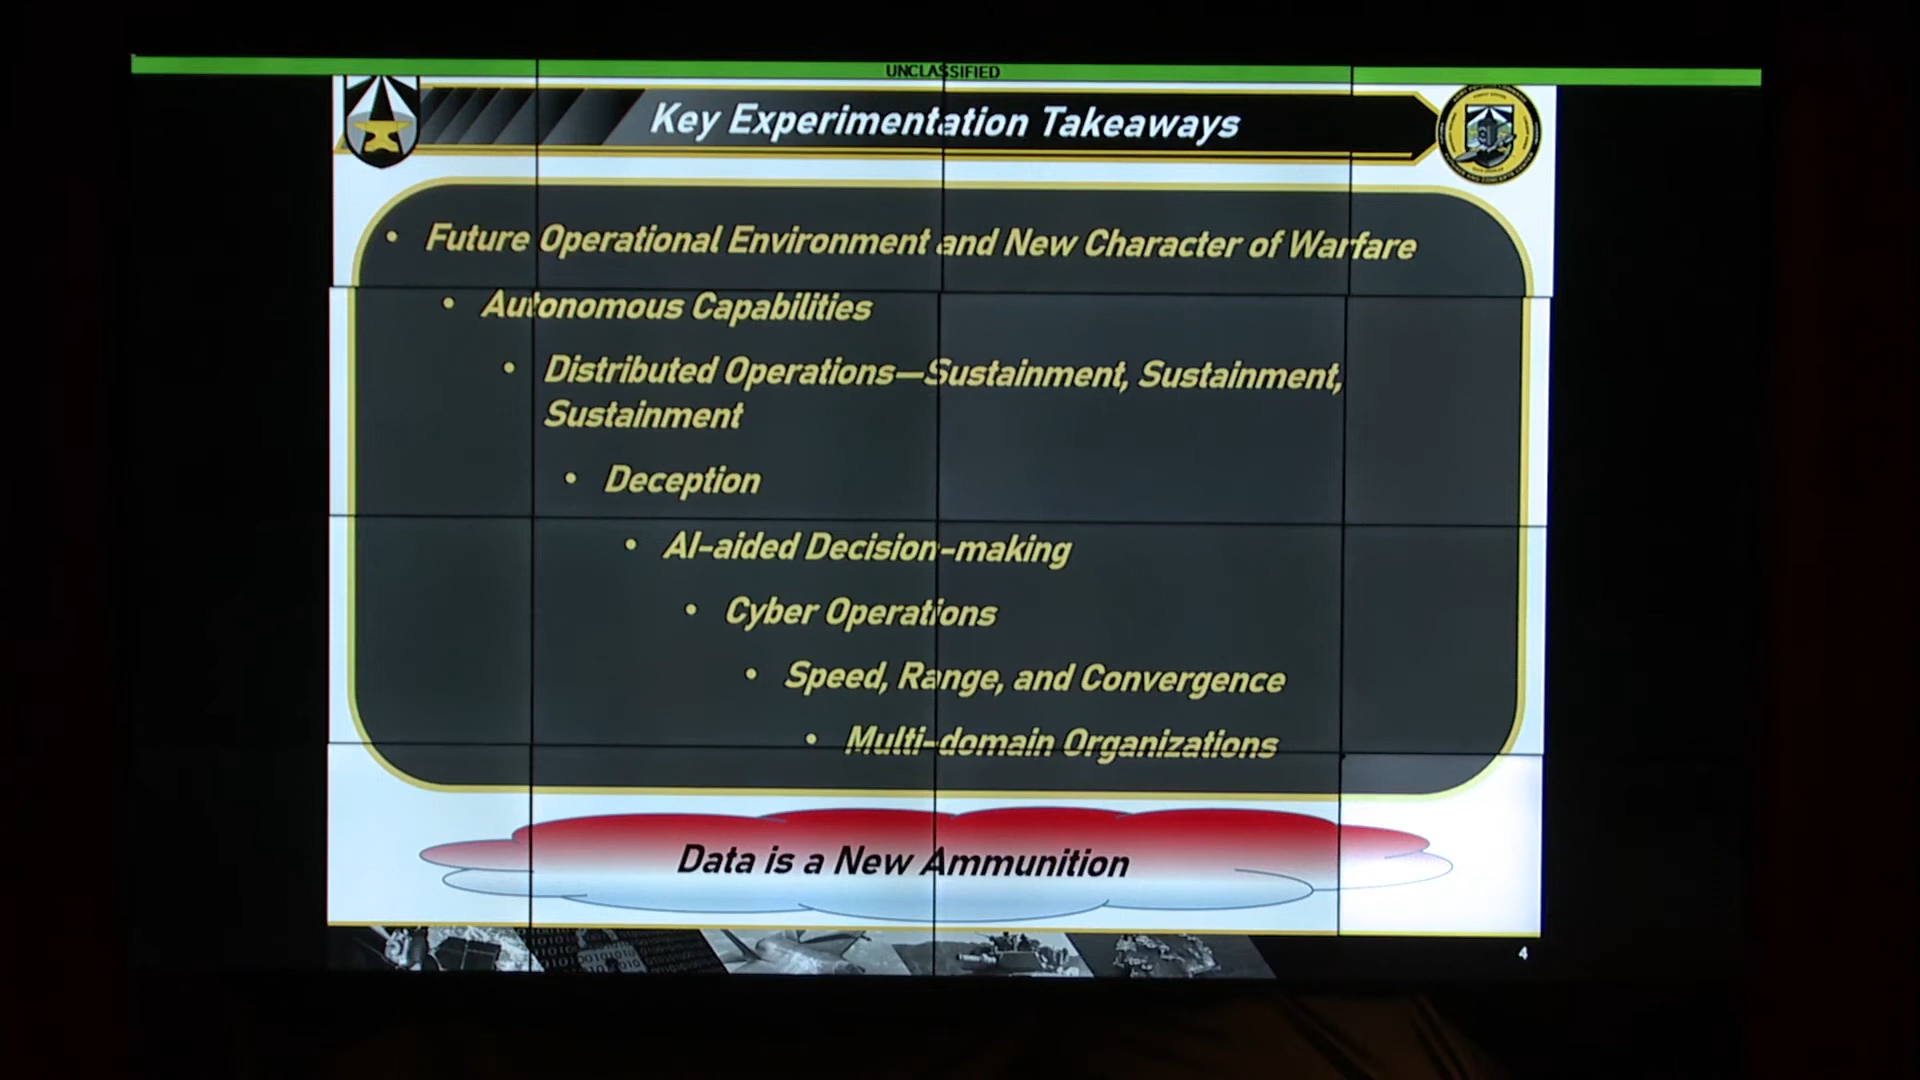 UNCLASSIFIED
Key Experimentation Takeaways
• Future Operational Environment and New Character of Warfare
• Autonomous Capabilities
• Distributed Operations—Sustainment, Sustainment,
Sustainment
• Deception
• AI-aided Decision-making
• Cyber Operations
• Speed, Range, and Convergence
• Multi-domain Organizations
Data is a New Ammunition
4